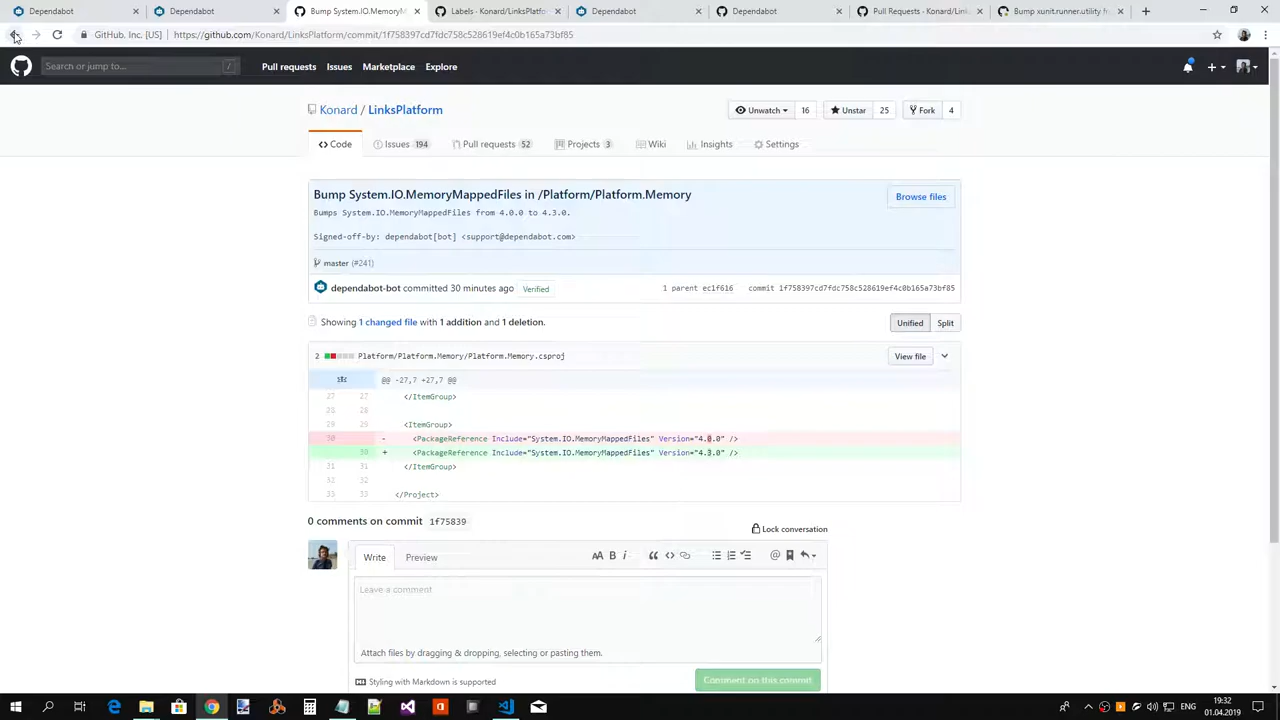 Dependabot
Dependabot
Bump System.IO.MemoryM
Labels · Konard/LinksPlatfo
Dependabot
Dependabot
Pull Requests · Konard/Link
Bump xunit.runner.utility fr
GitHub, Inc. [US]
https://github.com/Konard/LinksPlatform/commit/1f758397cd7fdc758c528619ef4c0b165a73bf85
Search or jump to...
/
Pull requests
Issues
Marketplace
Explore
Konard / LinksPlatform
Unwatch
16
Unstar
25
Fork
4
Code
Issues 194
Pull requests 52
Projects 3
Wiki
Insights
Settings
Bump System.IO.MemoryMappedFiles in /Platform/Platform.Memory
Browse files
Bumps System.IO.MemoryMappedFiles from 4.0.0 to 4.3.0.
Signed-off-by: dependabot[bot] <support@dependabot.com>
master (#241)
dependabot-bot committed 30 minutes ago
Verified
1 parent ec1f616
commit 1f758397cd7fdc758c528619ef4c0b165a73bf85
Showing 1 changed file with 1 addition and 1 deletion.
Unified
Split
2
Platform/Platform.Memory/Platform.Memory.csproj
View file
@@ -27,7 +27,7 @@
27 27 </ItemGroup>
28 28
29 29 <ItemGroup>
30 - <PackageReference Include="System.IO.MemoryMappedFiles" Version="4.0.0" />
30 + <PackageReference Include="System.IO.MemoryMappedFiles" Version="4.3.0" />
31 31 </ItemGroup>
32 32
33 33 </Project>
0 comments on commit 1f75839
Lock conversation
Write
Preview
AA B i
@
Leave a comment
Attach files by dragging & dropping, selecting or pasting them.
Styling with Markdown is supported
Comment on this commit
ENG
19:32
01.04.2019